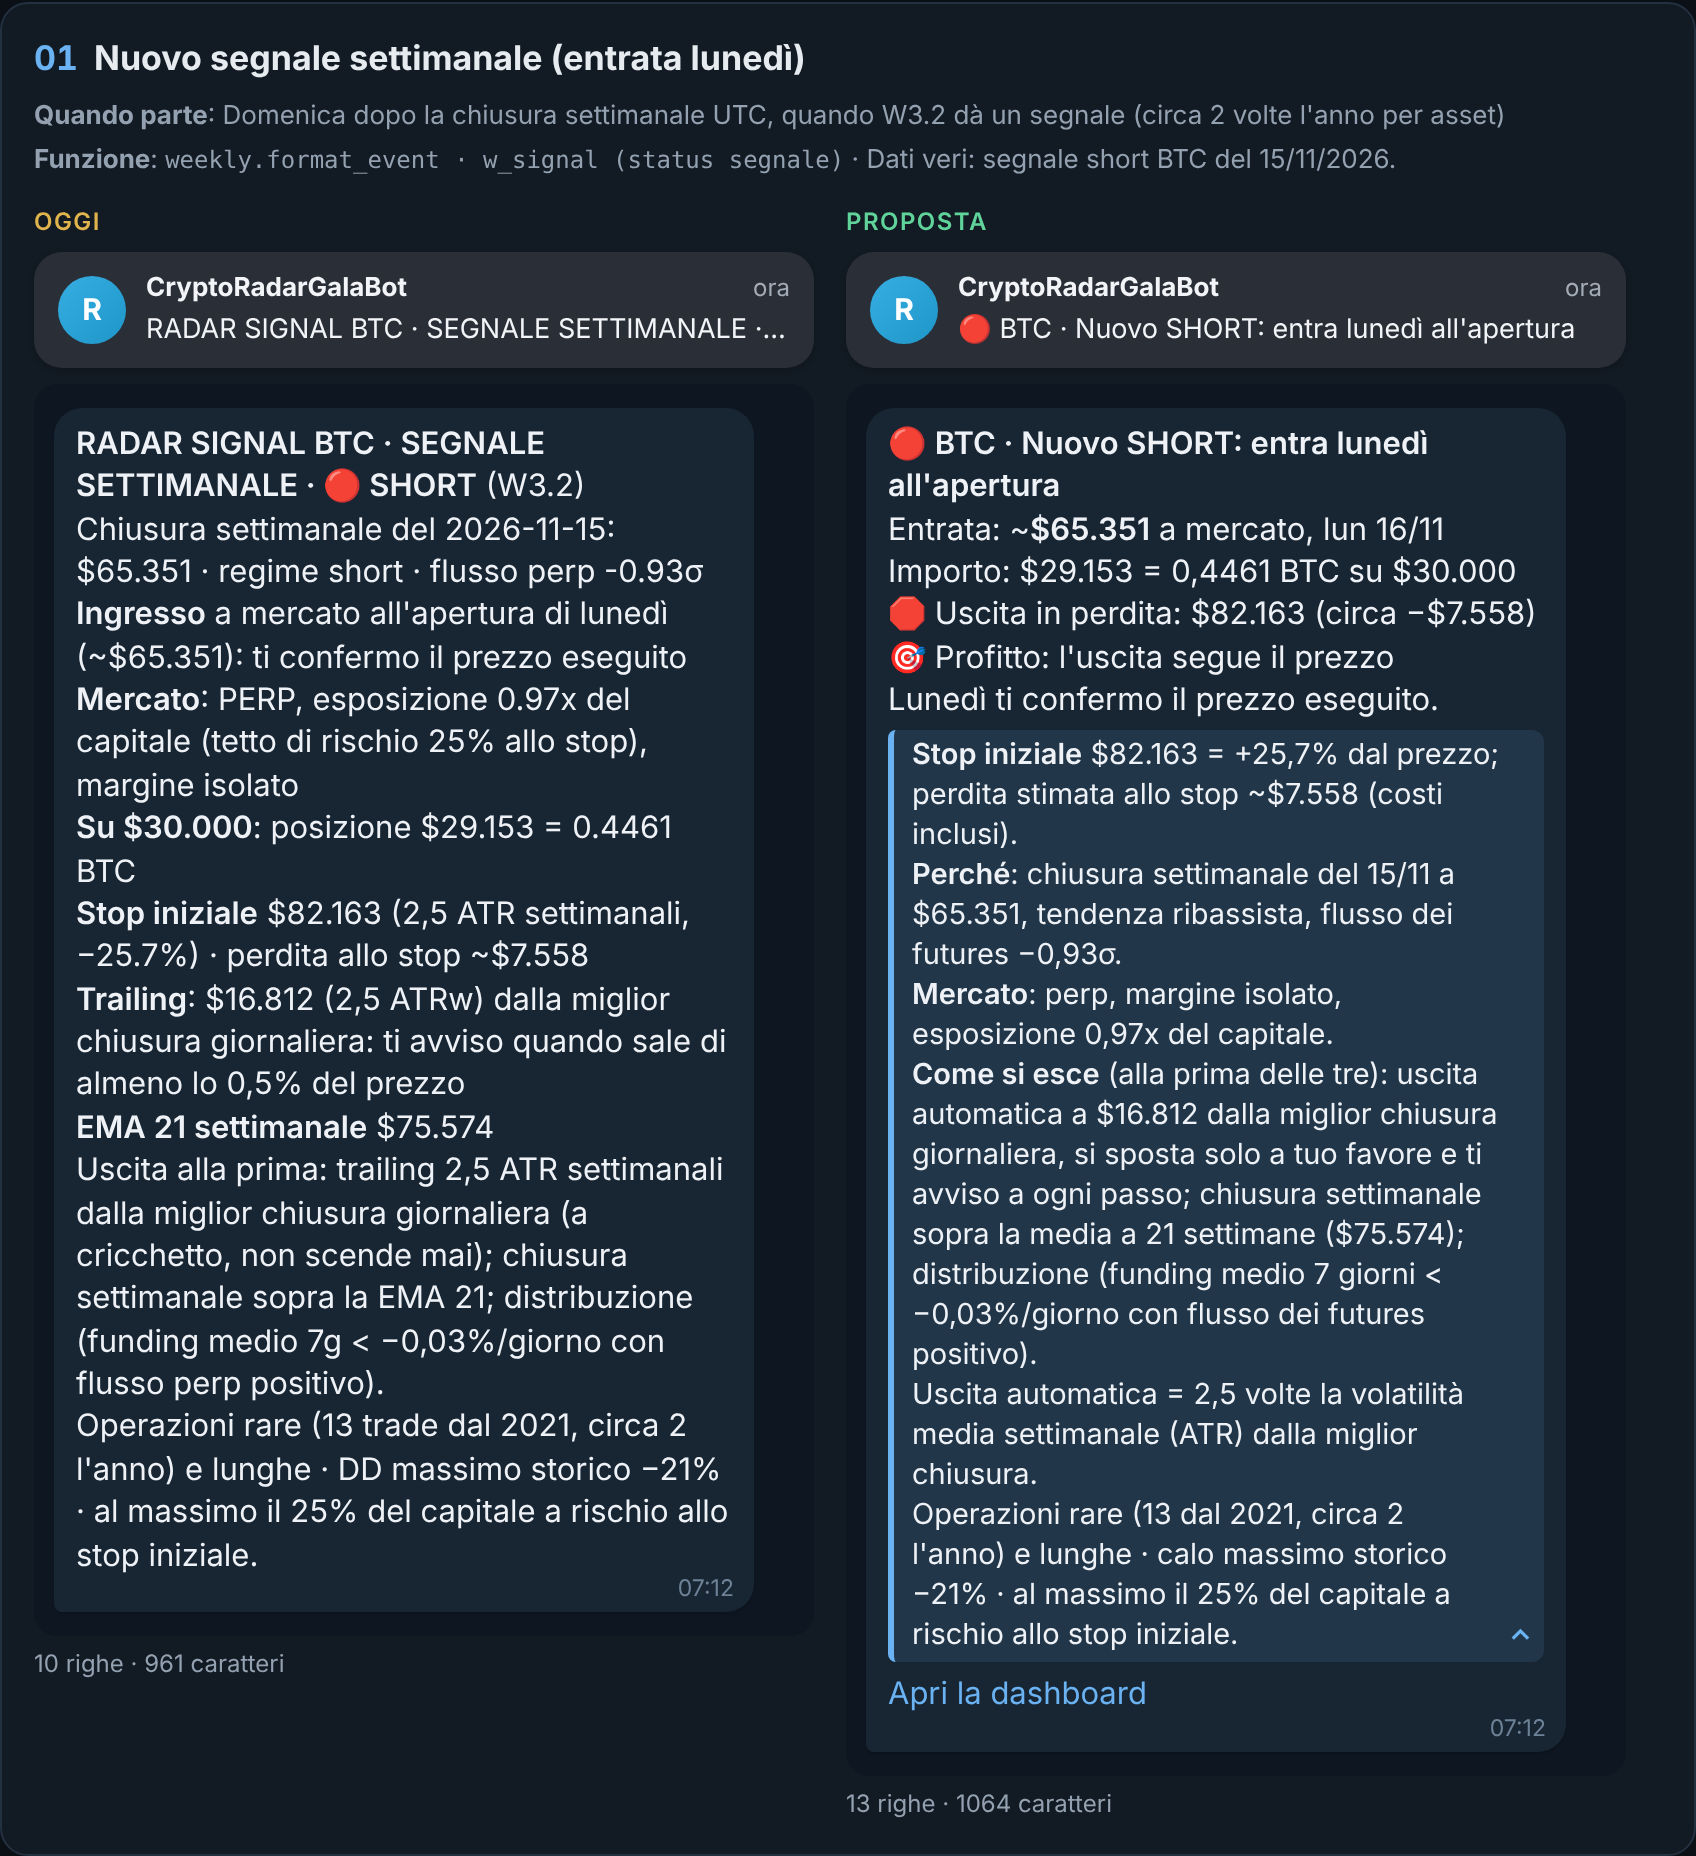 01 Nuovo segnale settimanale (entrata lunedì)
Quando parte: Domenica dopo la chiusura settimanale UTC, quando W3.2 dà un segnale (circa 2 volte l'anno per asset)
Funzione: weekly.format_event · w_signal (status segnale) · Dati veri: segnale short BTC del 15/11/2026.
OGGI
R
CryptoRadarGalaBot
ora
RADAR SIGNAL BTC · SEGNALE SETTIMANALE ·...
RADAR SIGNAL BTC · SEGNALE
SETTIMANALE · 🔴 SHORT (W3.2)
Chiusura settimanale del 2026-11-15:
$65.351 · regime short · flusso perp -0.93σ
Ingresso a mercato all'apertura di lunedì
(~$65.351): ti confermo il prezzo eseguito
Mercato: PERP, esposizione 0.97x del
capitale (tetto di rischio 25% allo stop),
margine isolato
Su $30.000: posizione $29.153 = 0.4461
BTC
Stop iniziale $82.163 (2,5 ATR settimanali,
−25.7%) · perdita allo stop ~$7.558
Trailing: $16.812 (2,5 ATRw) dalla miglior
chiusura giornaliera: ti avviso quando sale di
almeno lo 0,5% del prezzo
EMA 21 settimanale $75.574
Uscita alla prima: trailing 2,5 ATR settimanali
dalla miglior chiusura giornaliera (a
cricchetto, non scende mai); chiusura
settimanale sopra la EMA 21; distribuzione
(funding medio 7g < −0,03%/giorno con
flusso perp positivo).
Operazioni rare (13 trade dal 2021, circa 2
l'anno) e lunghe · DD massimo storico −21%
· al massimo il 25% del capitale a rischio allo
stop iniziale.
07:12
10 righe · 961 caratteri
PROPOSTA
R
CryptoRadarGalaBot
ora
🔴 BTC · Nuovo SHORT: entra lunedì all'apertura
🔴 BTC · Nuovo SHORT: entra lunedì
all'apertura
Entrata: ~$65.351 a mercato, lun 16/11
Importo: $29.153 = 0,4461 BTC su $30.000
🛑 Uscita in perdita: $82.163 (circa −$7.558)
🎯 Profitto: l'uscita segue il prezzo
Lunedì ti confermo il prezzo eseguito.
Stop iniziale $82.163 = +25,7% dal prezzo;
perdita stimata allo stop ~$7.558 (costi
inclusi).
Perché: chiusura settimanale del 15/11 a
$65.351, tendenza ribassista, flusso dei
futures −0,93σ.
Mercato: perp, margine isolato,
esposizione 0,97x del capitale.
Come si esce (alla prima delle tre): uscita
automatica a $16.812 dalla miglior chiusura
giornaliera, si sposta solo a tuo favore e ti
avviso a ogni passo; chiusura settimanale
sopra la media a 21 settimane ($75.574);
distribuzione (funding medio 7 giorni <
−0,03%/giorno con flusso dei futures
positivo).
Uscita automatica = 2,5 volte la volatilità
media settimanale (ATR) dalla miglior
chiusura.
Operazioni rare (13 dal 2021, circa 2
l'anno) e lunghe · calo massimo storico
−21% · al massimo il 25% del capitale a
rischio allo stop iniziale.
Apri la dashboard
07:12
13 righe · 1064 caratteri